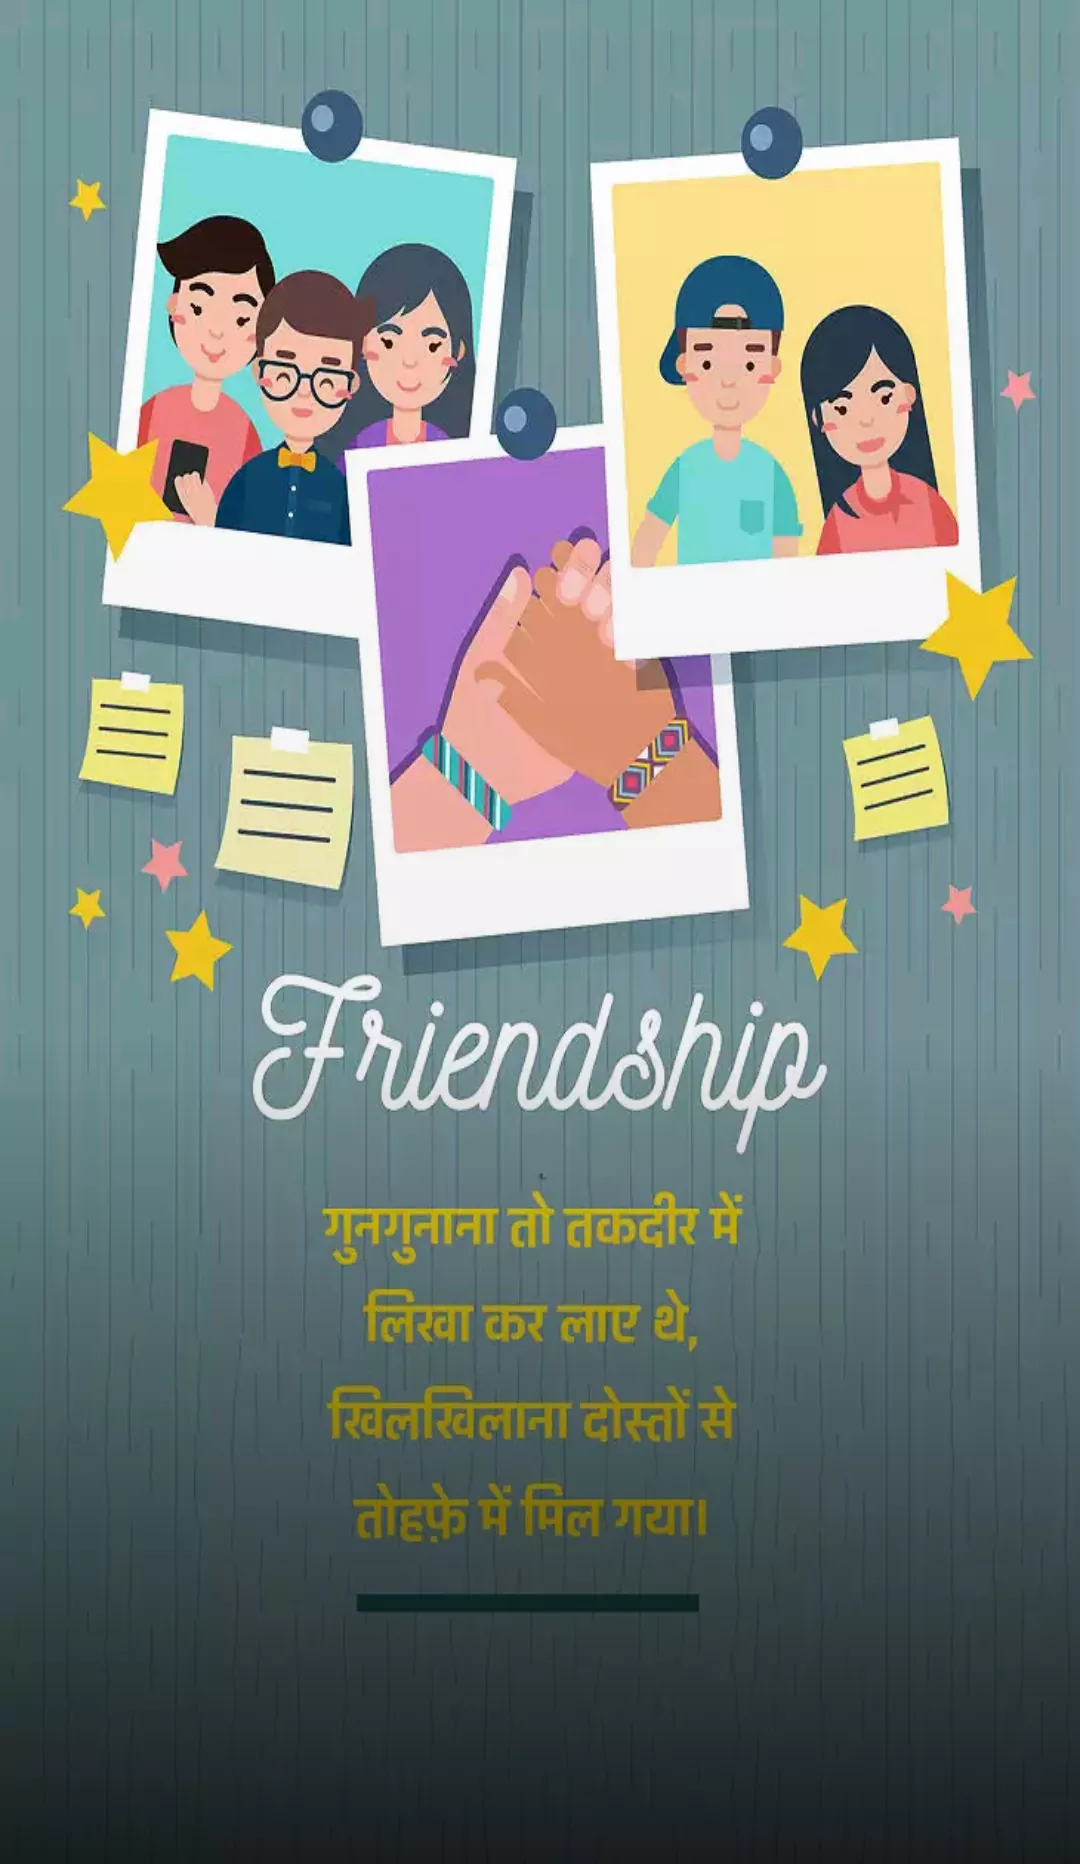 Friendship
गुनगुनाना तो तकदीर में
लिखा कर लाए थे,
खिलखिलाना दोस्तों से
तोहफ़े में मिल गया।